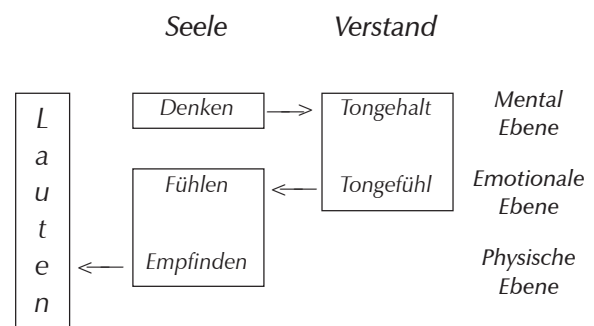 Seele Verstand
Denken Tongehalt Mental
Ebene
Fühlen Tongefühl Emotionale
Ebene
Empfinden Physische
Ebene
L
a
u
t
e
n